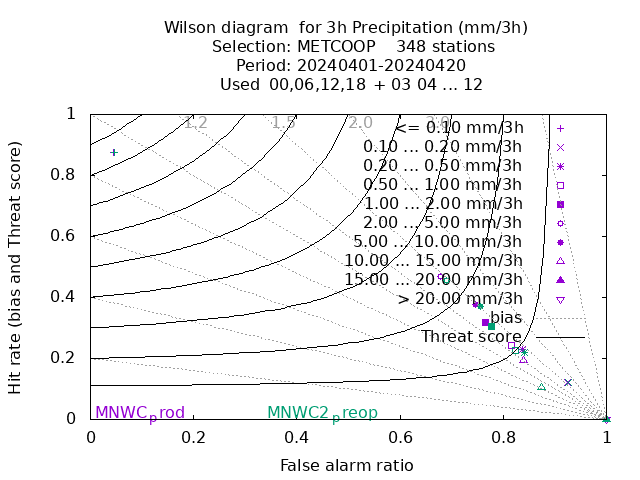 Wilson diagram  for 3h Precipitation (mm/3h)
Selection: METCOOP    348 stations
Period: 20240401-20240420
Used  00,06,12,18  + 03 04 ... 12
Hit rate (bias and Threat score)
1
0.8
0.6
0.4
0.2
0
1.2
1.5
2.0
3.0
<= 0.10 mm/3h
0.10 ... 0.20 mm/3h
0.20 ... 0.50 mm/3h
0.50 ... 1.00 mm/3h
1.00 ... 2.00 mm/3h
2.00 ... 5.00 mm/3h
5.00 ... 10.00 mm/3h
10.00 ... 15.00 mm/3h
15.00 ... 20.00 mm/3h
> 20.00 mm/3h
bias
Threat score
MNWCprod MNWC2preop
0 0.2 0.4 0.6 0.8 1
False alarm ratio